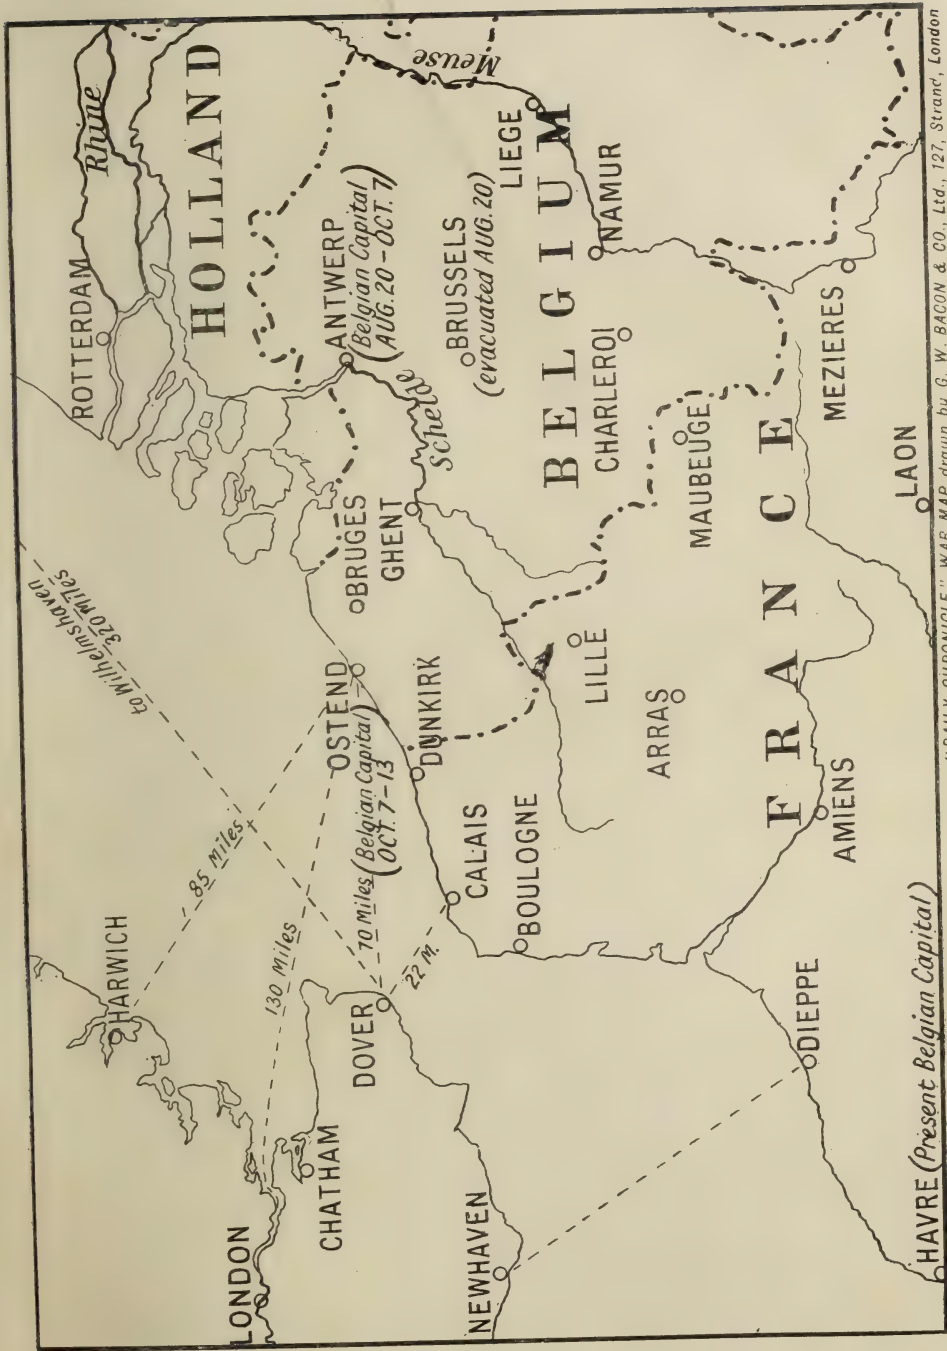 Rhine
HOLLAND
ROTTERDAM
Meuse
LIEGE
ANTWERP
(Belgian Capital
AUG. 20 - OCT. 7)
BRUSSELS
(evacuated AUG. 20)
NAMUR
BELGIUM
Schelde
CHARLEROI
BRUGES
GHENT
MAUBEUGE
MEZIERES
LAON
to Wilhelmshaven
320 Miles
OSTEND
(Belgian Capital)
OCT. 7-13
DUNKIRK
LILLE
ARRAS
FRANCE
AMIENS
HARWICH
85 Miles
130 Miles
70 Miles
22 M.
CALAIS
BOULOGNE
DOVER
LONDON
CHATHAM
NEWHAVEN
DIEPPE
HAVRE (Present Belgian Capital)
WAR MAP drawn by G. W. BACON & CO., Ltd., 127, Strand, London